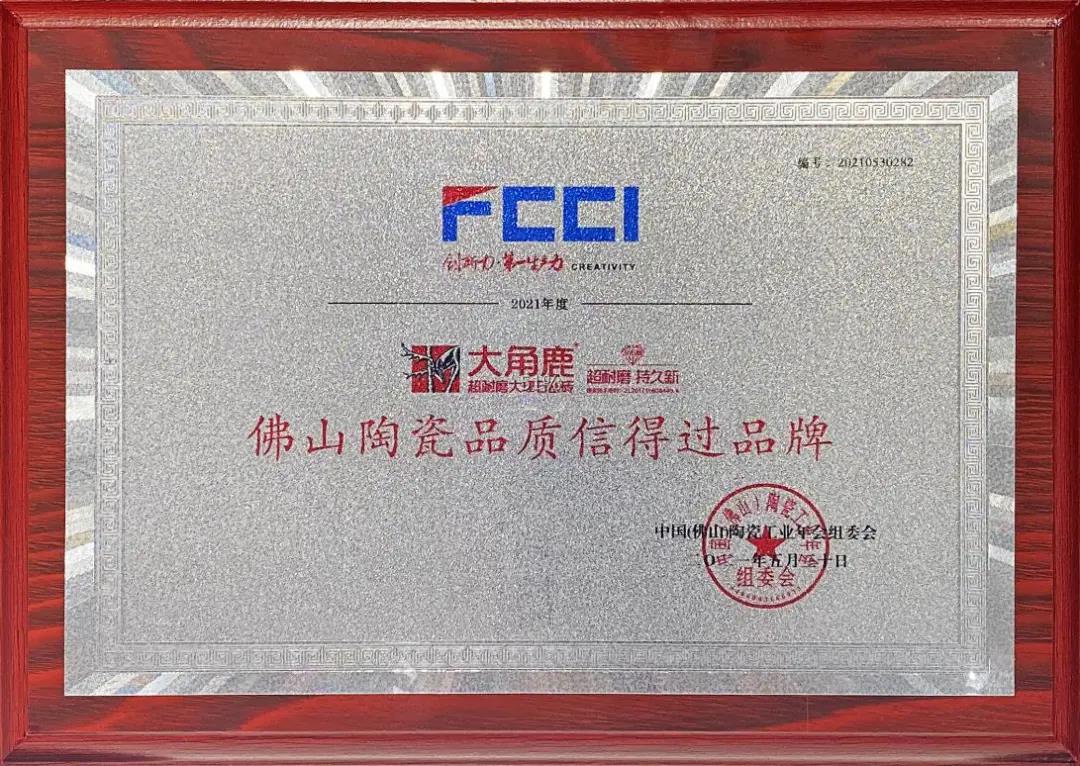 编号：20210530282
FCCI
创新力·第一生产力 CREATIVITY
2021年度
大角鹿
超耐磨大理石瓷砖
超耐磨 持久新
佛山陶瓷品质信得过品牌
中国(佛山)陶瓷工业年会组委会
二〇二一年五月三十日
组委会